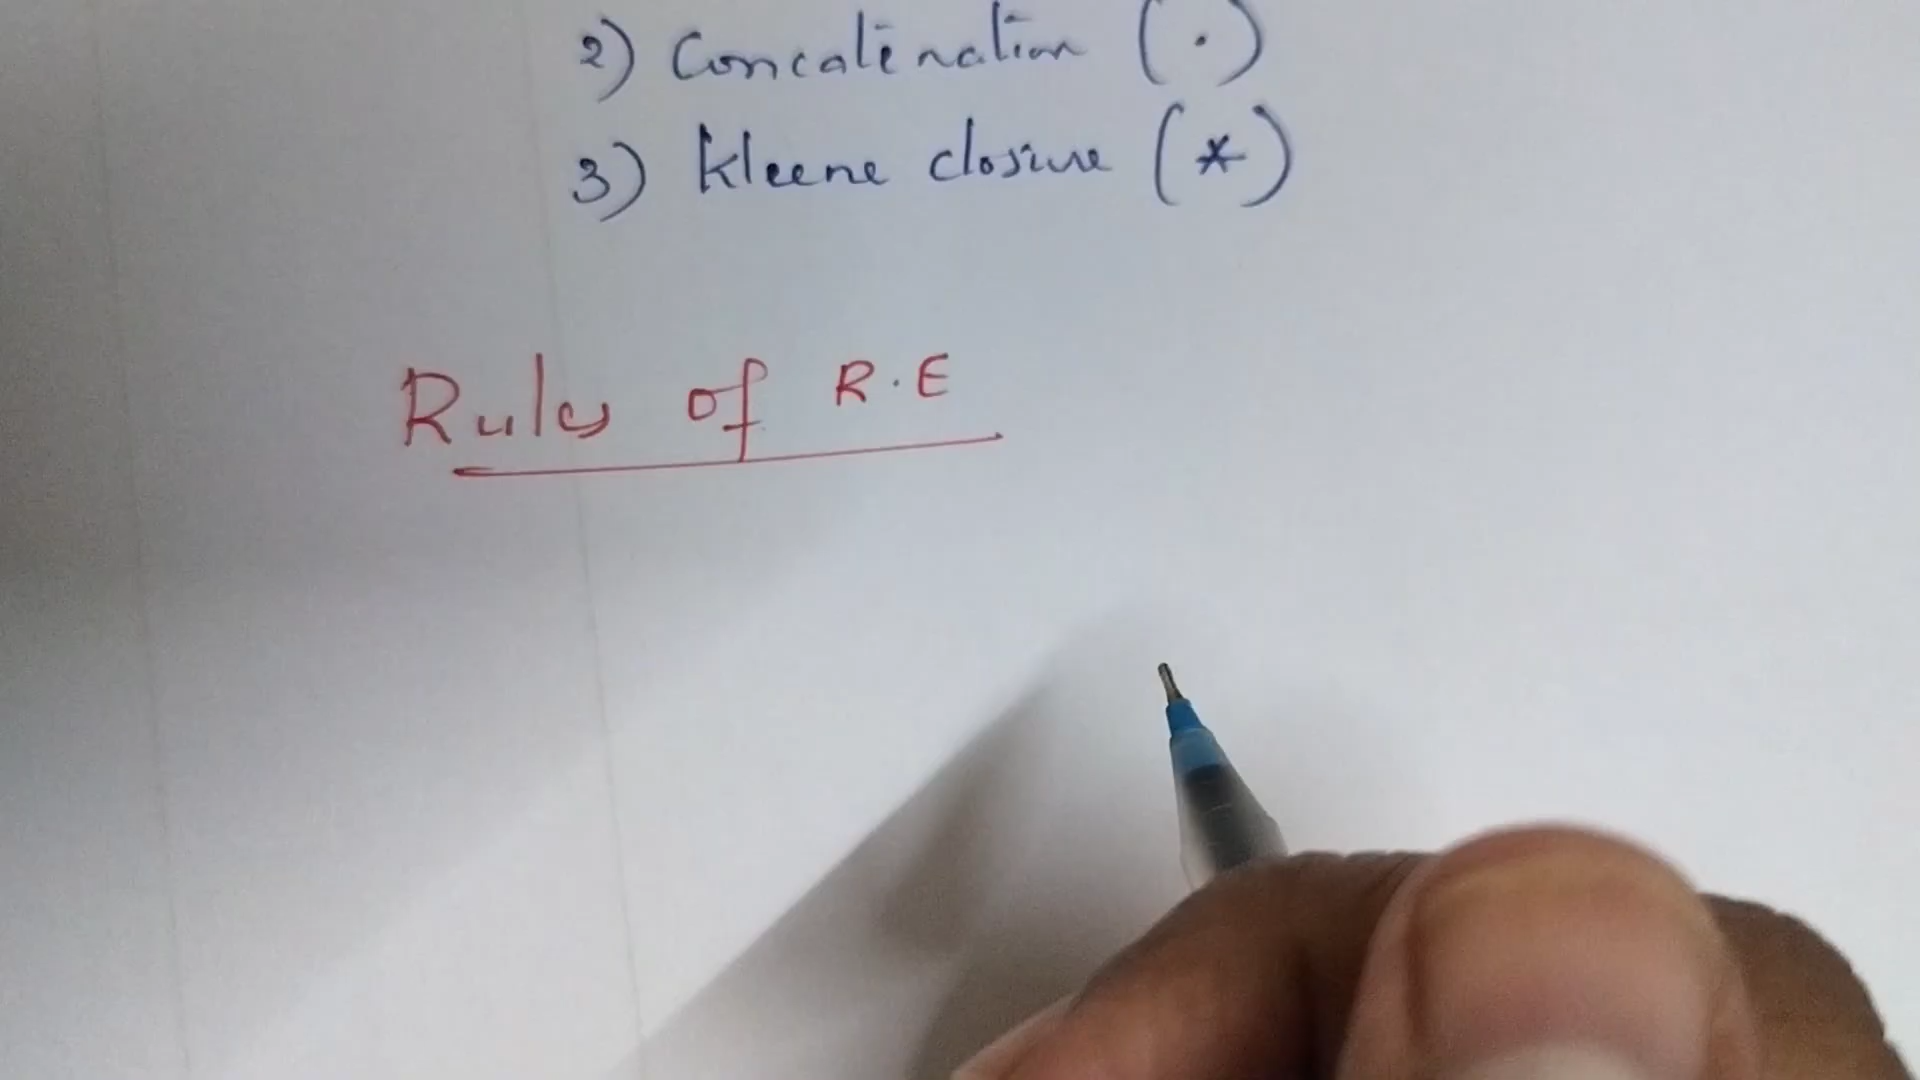 2) Concatenation (.)
3) Kleene closure (*)
Rules of R.E